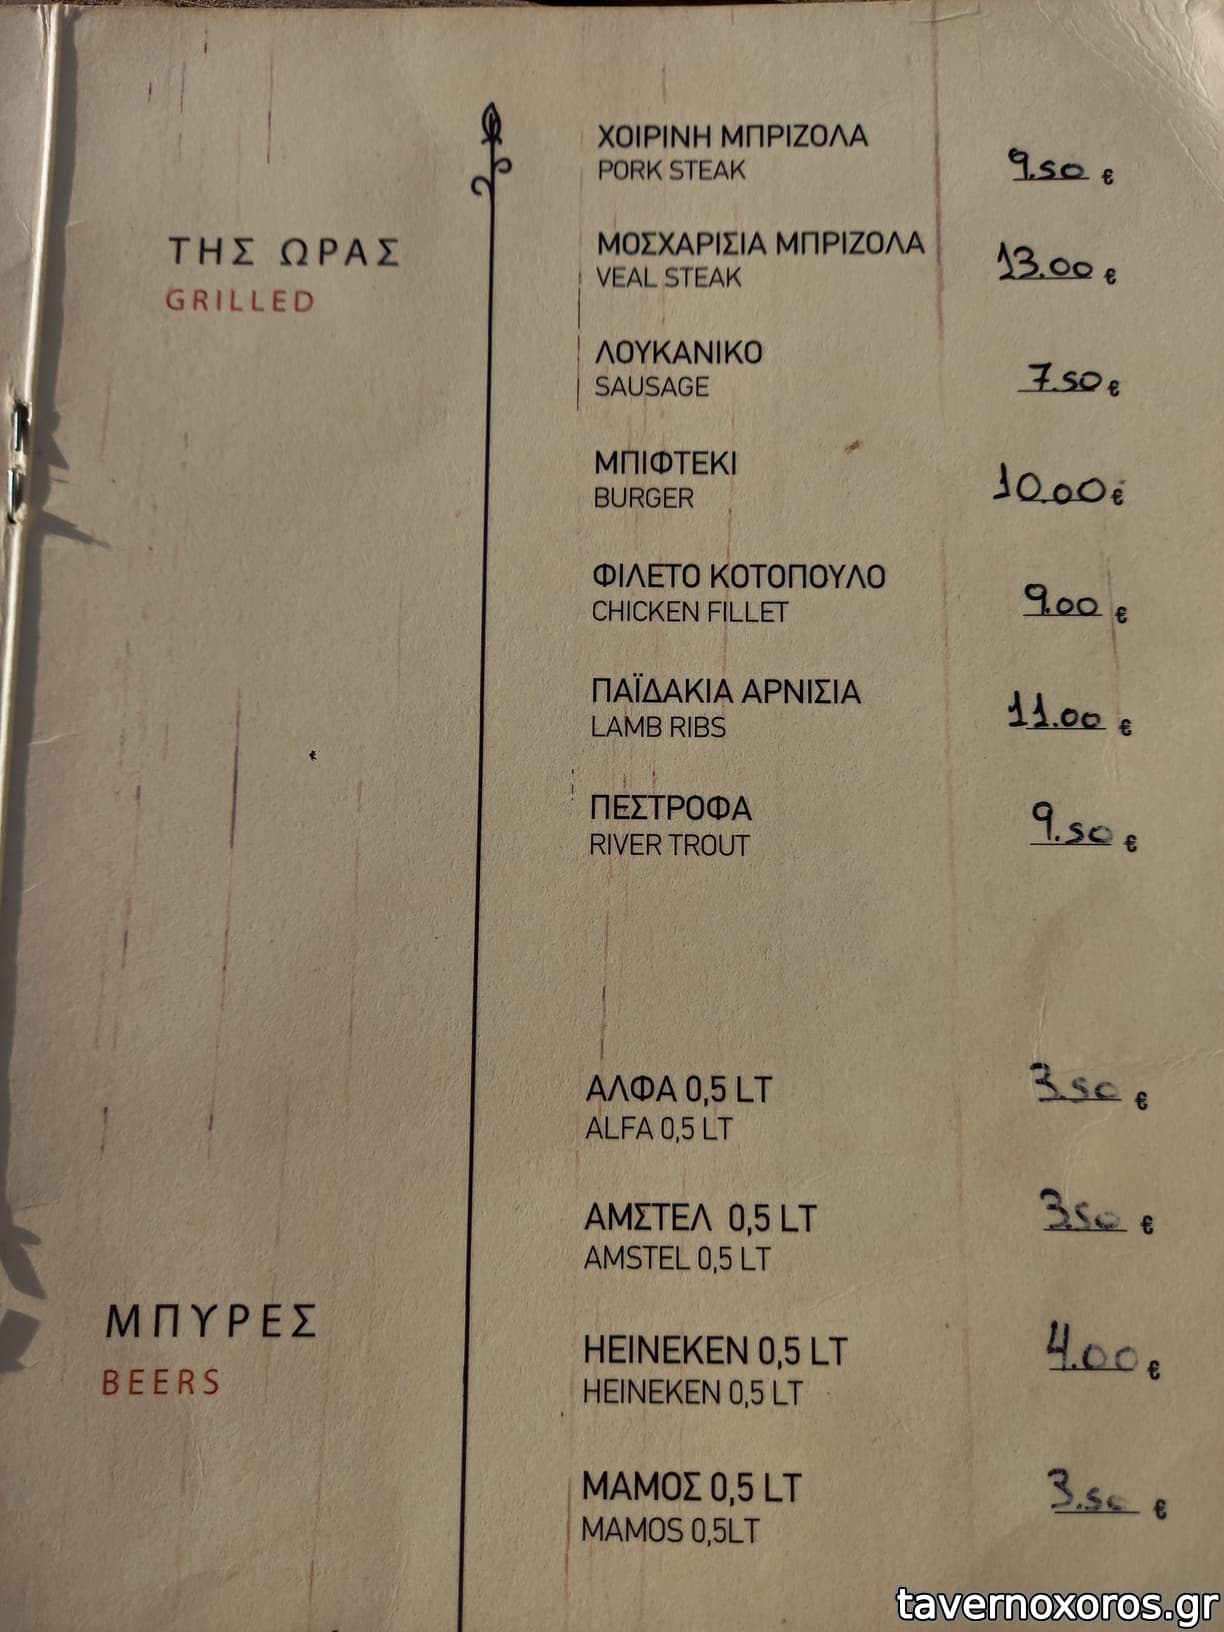 ΤΗΣ ΩΡΑΣ
GRILLED
ΧΟΙΡΙΝΗ ΜΠΡΙΖΟΛΑ
PORK STEAK
9.50 €
ΜΟΣΧΑΡΙΣΙΑ ΜΠΡΙΖΟΛΑ
VEAL STEAK
13.00 €
ΛΟΥΚΑΝΙΚΟ
SAUSAGE
7.50 €
ΜΠΙΦΤΕΚΙ
BURGER
10.00 €
ΦΙΛΕΤΟ ΚΟΤΟΠΟΥΛΟ
CHICKEN FILLET
9.00 €
ΠΑΪΔΑΚΙΑ ΑΡΝΙΣΙΑ
LAMB RIBS
11.00 €
ΠΕΣΤΡΟΦΑ
RIVER TROUT
9.50 €
ΜΠΥΡΕΣ
BEERS
ΑΛΦΑ 0,5 LT
ALFA 0,5 LT
3.50 €
ΑΜΣΤΕΛ 0,5 LT
AMSTEL 0,5 LT
3.50 €
HEINEKEN 0,5 LT
HEINEKEN 0,5 LT
4.00 €
ΜΑΜΟΣ 0,5 LT
MAMOS 0,5LT
3.50 €
tavernoxoros.gr